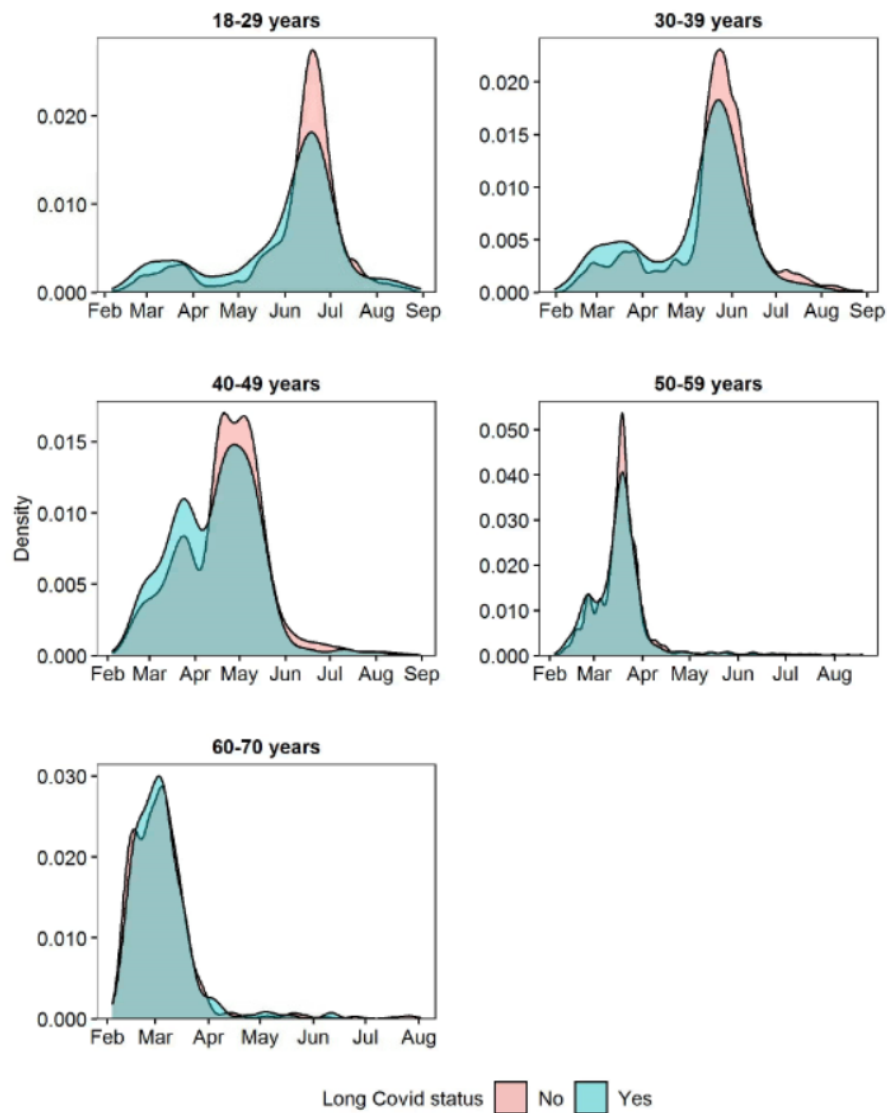 18-29 years
30-39 years
0.020
0.010
0.000
Feb Mar Apr May Jun Jul Aug Sep
0.020
0.015
0.010
0.005
0.000
Feb Mar Apr May Jun Jul Aug Sep
40-49 years
50-59 years
Density
0.015
0.010
0.005
0.000
Feb Mar Apr May Jun Jul Aug Sep
0.050
0.040
0.030
0.020
0.010
0.000
Feb Mar Apr May Jun Jul Aug
60-70 years
0.030
0.020
0.010
0.000
Feb Mar Apr May Jun Jul Aug
Long Covid status No Yes